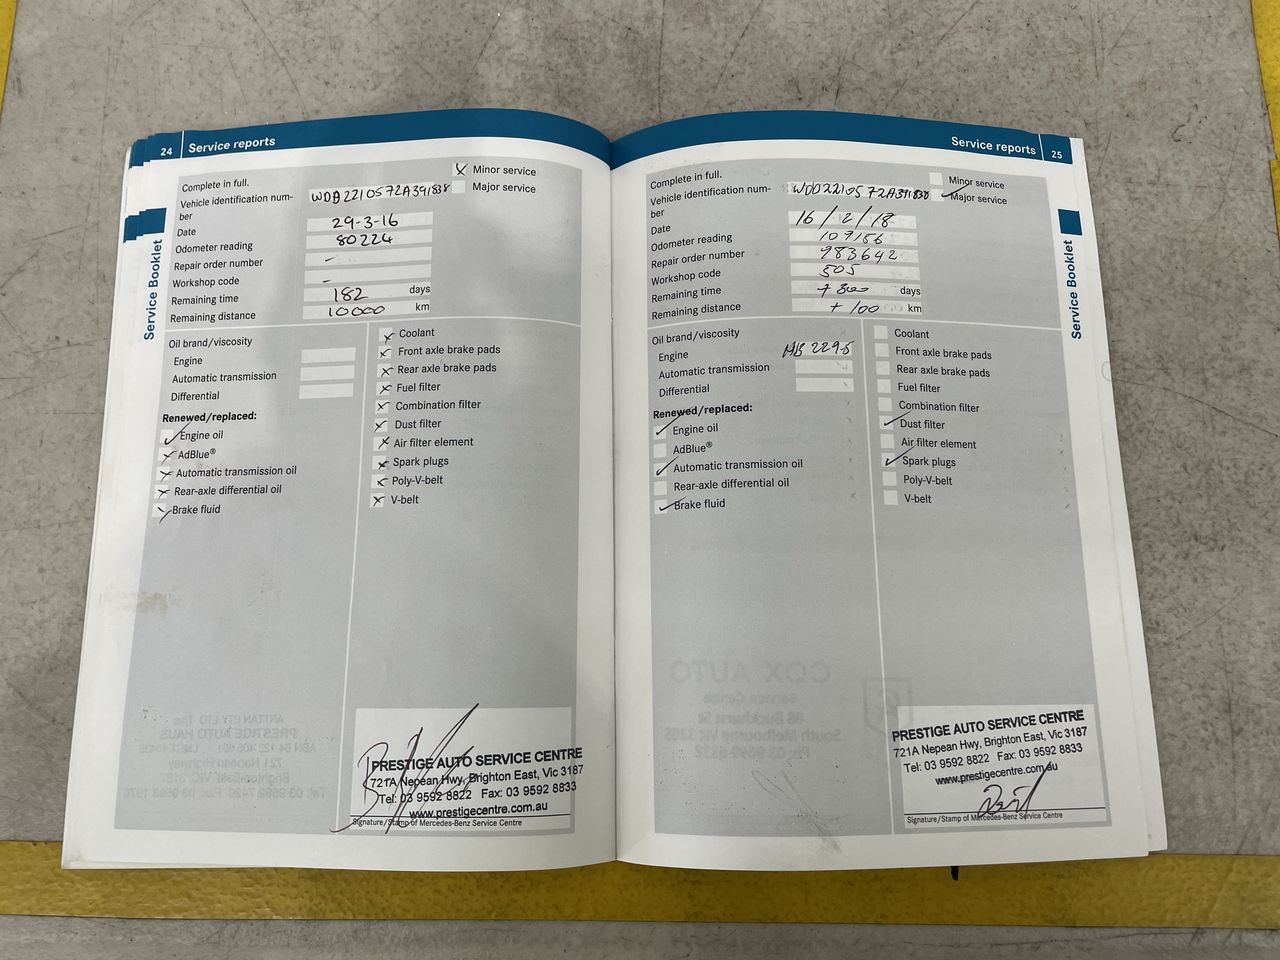 24 Service reports
Complete in full.
Minor service
Major service
Vehicle identification num-
ber
WDB2210572A391838
Date 29-3-16
Odometer reading 80224
Repair order number -
Workshop code -
Remaining time 182 days
Remaining distance 10000 km
Service Booklet
Oil brand/viscosity
Engine
Automatic transmission
Differential
Renewed/replaced:
Engine oil
AdBlue®
Automatic transmission oil
Rear-axle differential oil
Brake fluid
Coolant
Front axle brake pads
Rear axle brake pads
Fuel filter
Combination filter
Dust filter
Air filter element
Spark plugs
Poly-V-belt
V-belt
PRESTIGE AUTO SERVICE CENTRE
721A Nepean Hwy, Brighton East, Vic 3187
Tel: 03 9592 8822 Fax: 03 9592 8833
www.prestigecentre.com.au
Signature/Stamp of Mercedes-Benz Service Centre
Service reports 25
Complete in full.
Minor service
Major service
Vehicle identification num-
ber
WDD2210572A391838
Date 16/2/18
Odometer reading 109156
Repair order number 983642
Workshop code 505
Remaining time + 300 days
Remaining distance + 100 km
Service Booklet
Oil brand/viscosity
Engine MB 229.5
Automatic transmission
Differential
Renewed/replaced:
Engine oil
AdBlue®
Automatic transmission oil
Rear-axle differential oil
Brake fluid
Coolant
Front axle brake pads
Rear axle brake pads
Fuel filter
Combination filter
Dust filter
Air filter element
Spark plugs
Poly-V-belt
V-belt
PRESTIGE AUTO SERVICE CENTRE
721A Nepean Hwy, Brighton East, Vic 3187
Tel: 03 9592 8822 Fax: 03 9592 8833
www.prestigecentre.com.au
Signature/Stamp of Mercedes-Benz Service Centre